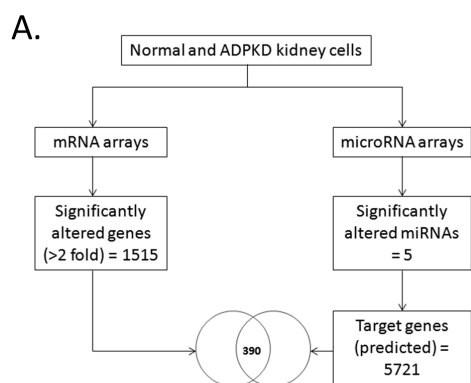 A.
Normal and ADPKD kidney cells
mRNA arrays
microRNA arrays
Significantly
altered genes
(>2 fold) = 1515
Significantly
altered miRNAs
= 5
390
Target genes
(predicted) =
5721